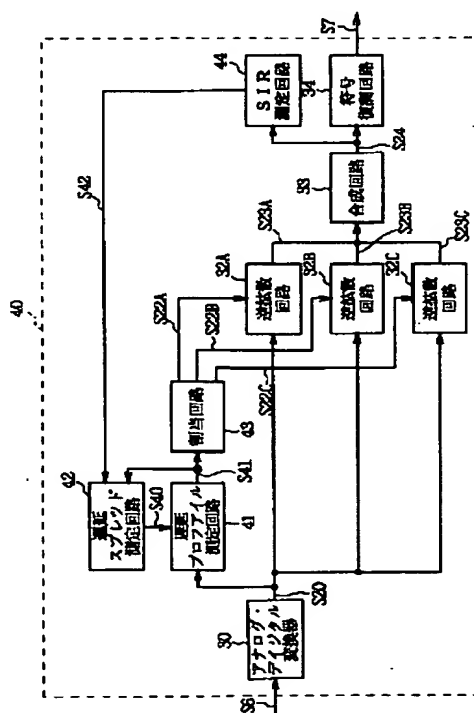 40
S6
30
アナログ・
ディジタル
変換器
S20
42
遅延
スプレッド
測定回路
S40
遅延
プロファイル
測定回路
41
S41
43
割当回路
S42
S22A
S22B
S22C
32A
逆拡散
回路
32B
逆拡散
回路
32C
逆拡散
回路
S23A
S23B
S23C
33
合成回路
S24
44
SIR
測定回路
34
符号
復調回路
S7